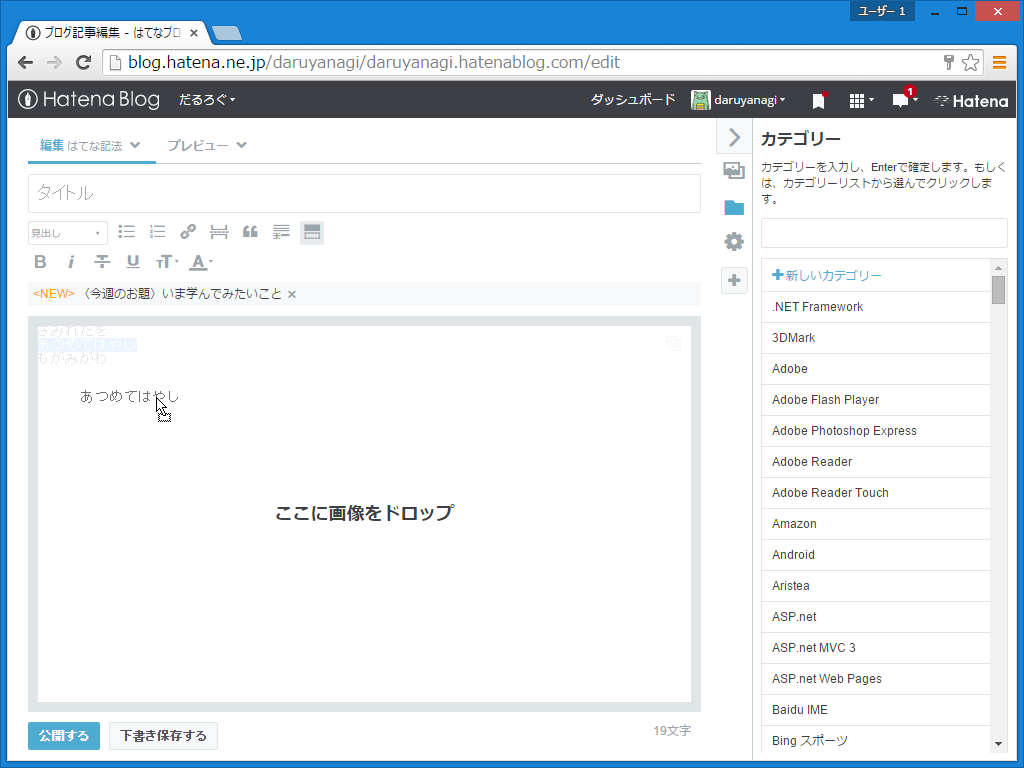 ユーザー 1
ブログ記事編集 - はてなブロ
blog.hatena.ne.jp/daruyanagi/daruyanagi.hatenablog.com/edit
Hatena Blog だるろぐ ダッシュボード daruyanagi 1 Hatena
編集 はてな記法 プレビュー
タイトル
見出し
B i T U TT A
<NEW> 〈今週のお題〉いま学んでみたいこと ×
さみれだを
あつめてはやし
もがみがわ
あつめてはやし
ここに画像をドロップ
公開する 下書き保存する 19文字
カテゴリー
カテゴリーを入力し、Enterで確定します。もしく
は、カテゴリーリストから選んでクリックしま
す。
+新しいカテゴリー
.NET Framework
3DMark
Adobe
Adobe Flash Player
Adobe Photoshop Express
Adobe Reader
Adobe Reader Touch
Amazon
Android
Aristea
ASP.net
ASP.net MVC 3
ASP.net Web Pages
Baidu IME
Bing スポーツ